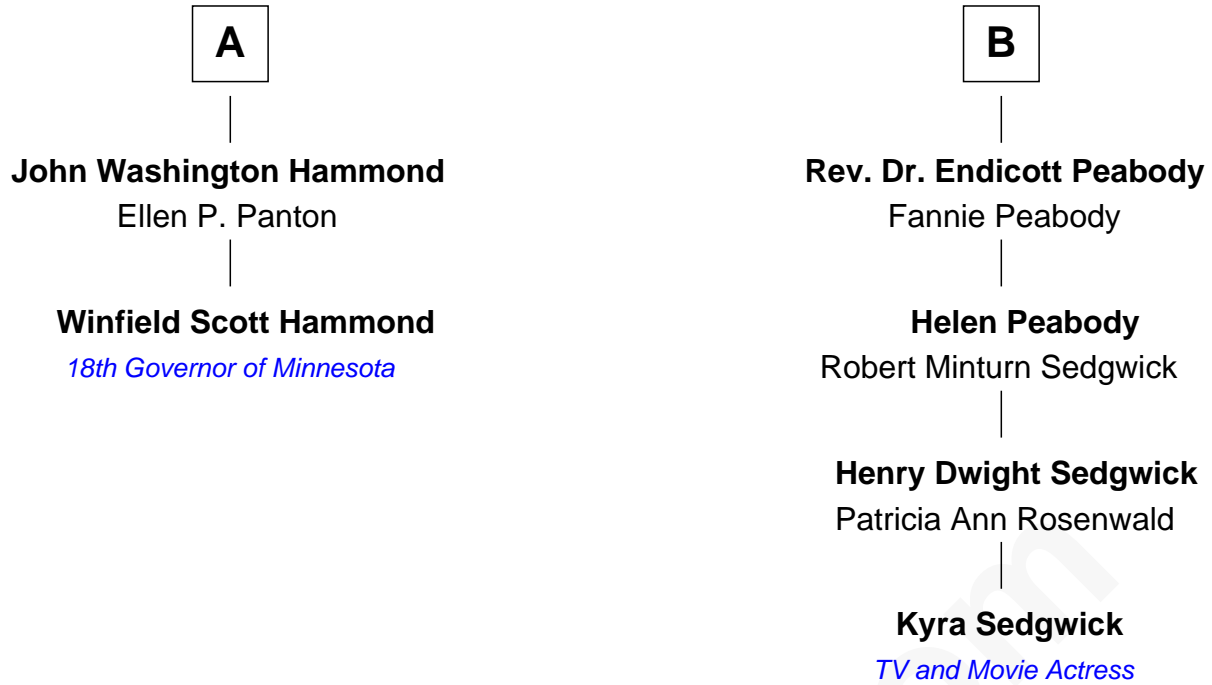 A
John Washington Hammond
Ellen P. Panton
Winfield Scott Hammond
18th Governor of Minnesota
B
Rev. Dr. Endicott Peabody
Fannie Peabody
Helen Peabody
Robert Minturn Sedgwick
Henry Dwight Sedgwick
Patricia Ann Rosenwald
Kyra Sedgwick
TV and Movie Actress